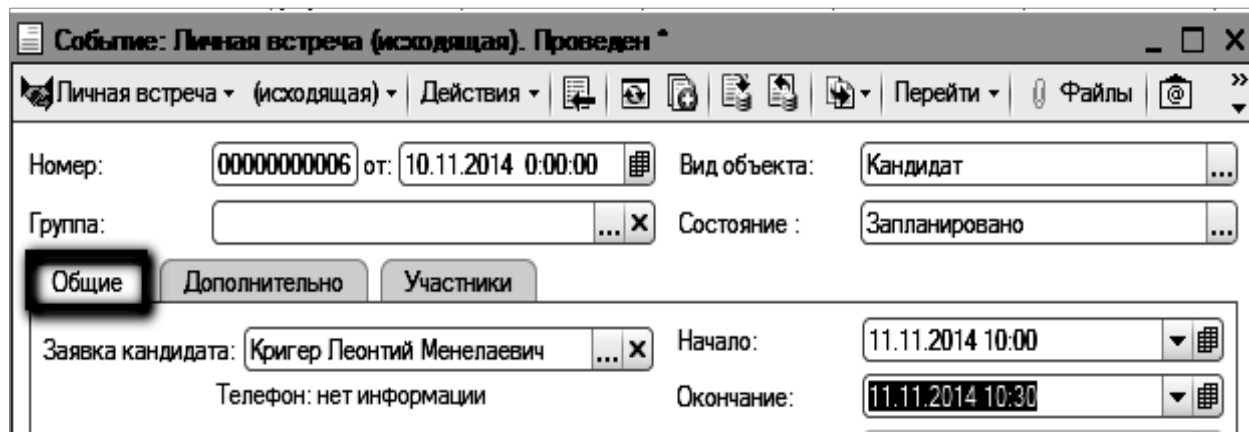 Событие: Личная встреча (исходящая). Проведен *
Личная встреча (исходящая) Действия Перейти Файлы
Номер: 00000000006 от: 10.11.2014 0:00:00 Вид объекта: Кандидат ...
Группа: ... Состояние : Запланировано ...
Общие Дополнительно Участники
Заявка кандидата: Кригер Леонтий Менелаевич ... Начало: 11.11.2014 10:00
Телефон: нет информации Окончание: 11.11.2014 10:30